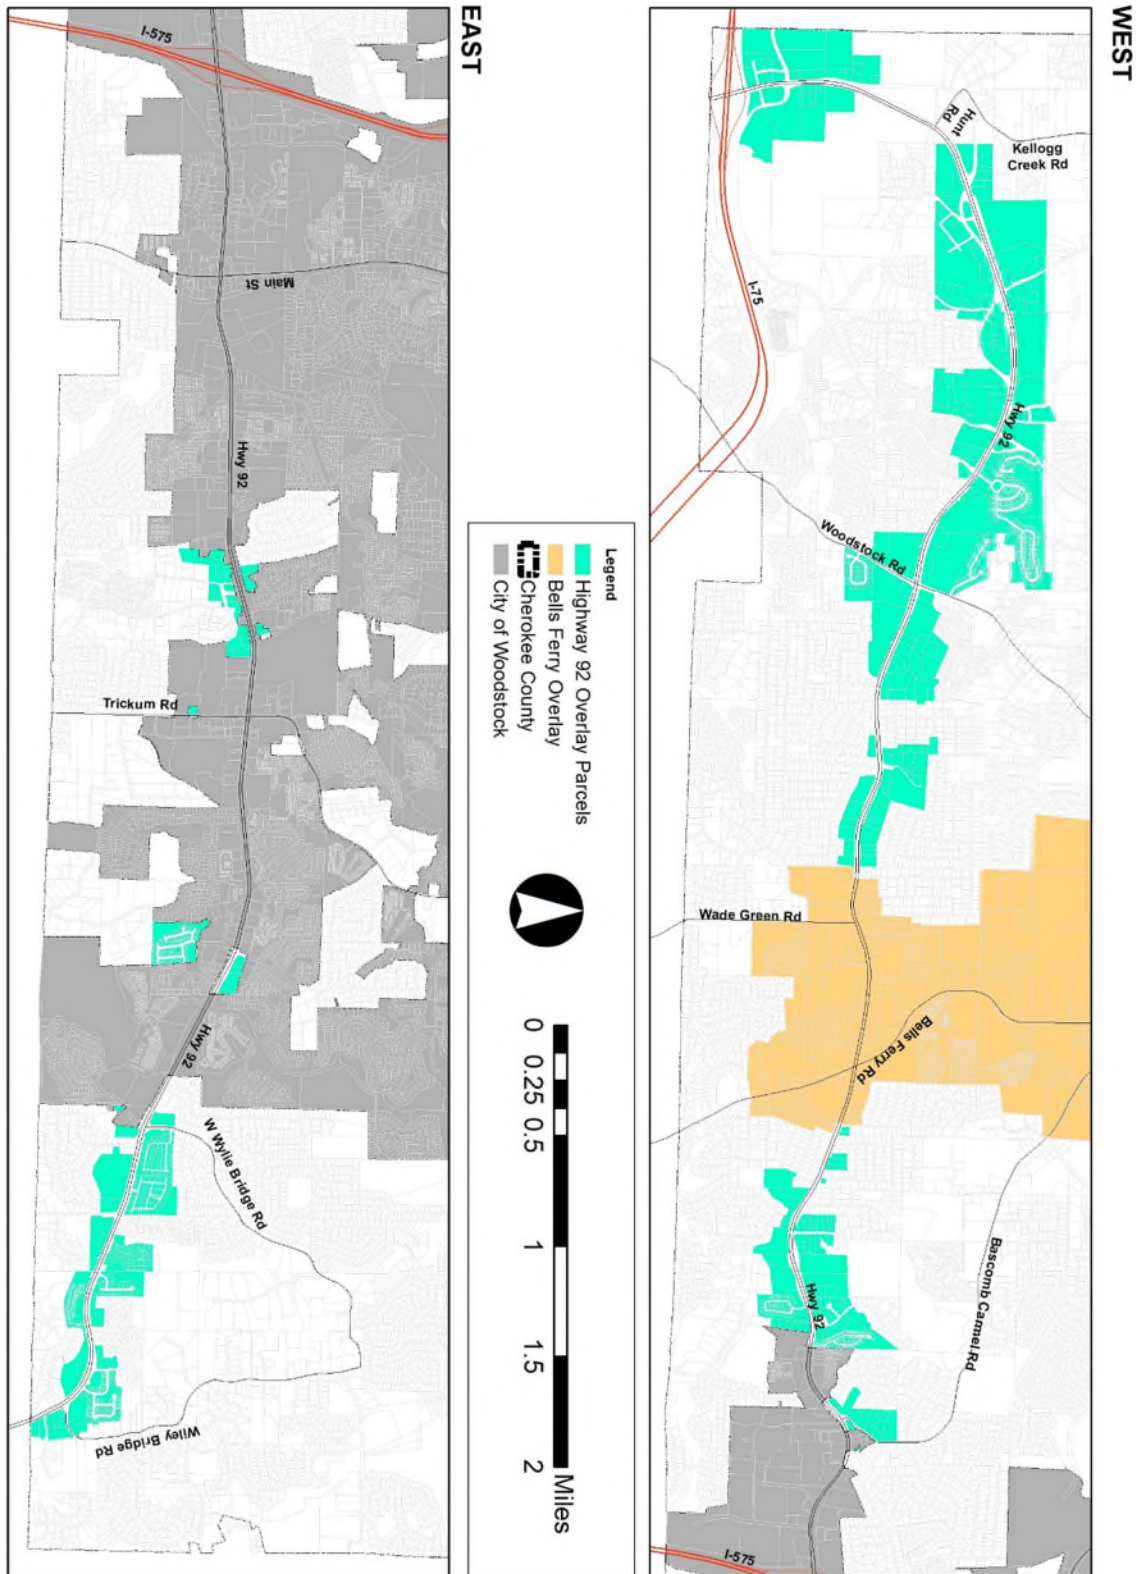 WEST
I-75
Hunt
Rd
Kellogg
Creek Rd
Hwy 92
Woodstock Rd
Wade Green Rd
Bells Ferry Rd
Bascomb Carmel Rd
Hwy 92
I-575
Legend
Highway 92 Overlay Parcels
Bells Ferry Overlay
Cherokee County
City of Woodstock
0 0.25 0.5 1 1.5 2
Miles
EAST
I-575
Main St
Hwy 92
Trickum Rd
Hwy 92
W Wylie Bridge Rd
Wiley Bridge Rd